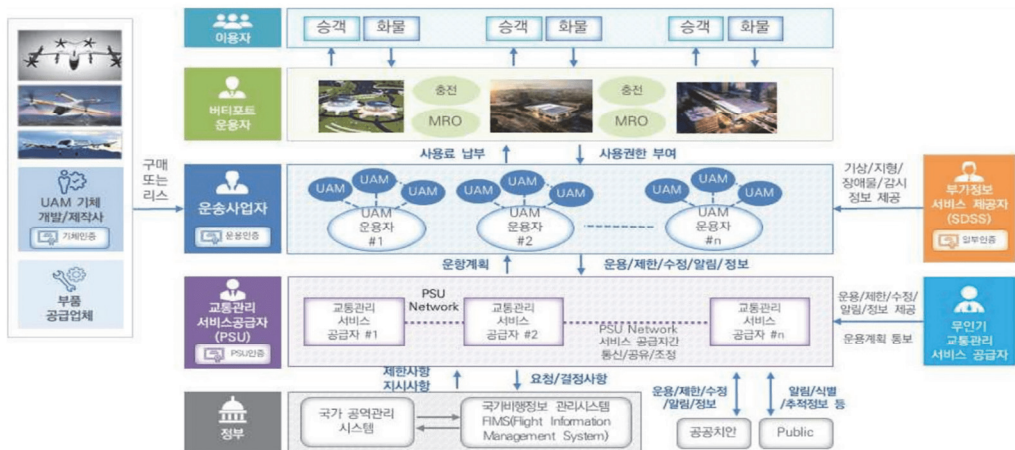 이용자
승객 화물
승객 화물
승객 화물
버티포트
운용자
충전
MRO
충전
MRO
사용료 납부
사용권한 부여
구매
또는
리스
UAM 기체
개발/제작사
기체인증
부품
공급업체
운송사업자
운용인증
UAM UAM UAM
UAM
운용자
#1
UAM UAM UAM
UAM
운용자
#2
UAM UAM UAM
UAM
운용자
#n
기상/지형/
장애물/감시
정보 제공
부가정보
서비스 제공자
(SDSS)
일부인증
운항계획
운용/제한/수정/알림/정보
교통관리
서비스공급자
(PSU)
PSU인증
교통관리
서비스
공급자 #1
PSU
Network
교통관리
서비스
공급자 #2
PSU Network
서비스 공급자간
통신/공유/조정
교통관리
서비스
공급자 #n
운용/제한/수정/
알림/정보 제공
운용계획 통보
무인기
교통관리
서비스 공급자
제한사항
지시사항
요청/결정사항
운용/제한/수정
/알림/정보
알림/식별
/추적정보 등
정부
국가 공역관리
시스템
국가비행정보 관리시스템
FIMS(Flight Information
Management System)
공공치안
Public